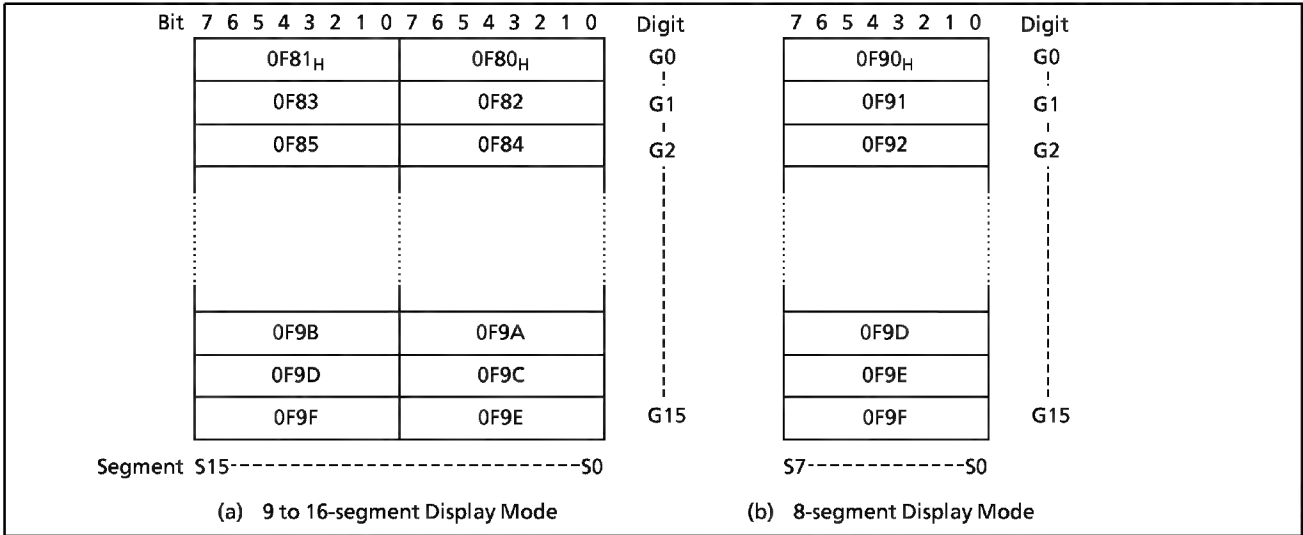 Bit 7 6 5 4 3 2 1 0 7 6 5 4 3 2 1 0 Digit 7 6 5 4 3 2 1 0 Digit
0F81H 0F80H G0 0F90H G0
0F83 0F82 G1 0F91 G1
0F85 0F84 G2 0F92 G2
0F9B 0F9A 0F9D
0F9D 0F9C 0F9E
0F9F 0F9E G15 0F9F G15
Segment S15 S0 S7 S0
(a) 9 to 16-segment Display Mode (b) 8-segment Display Mode